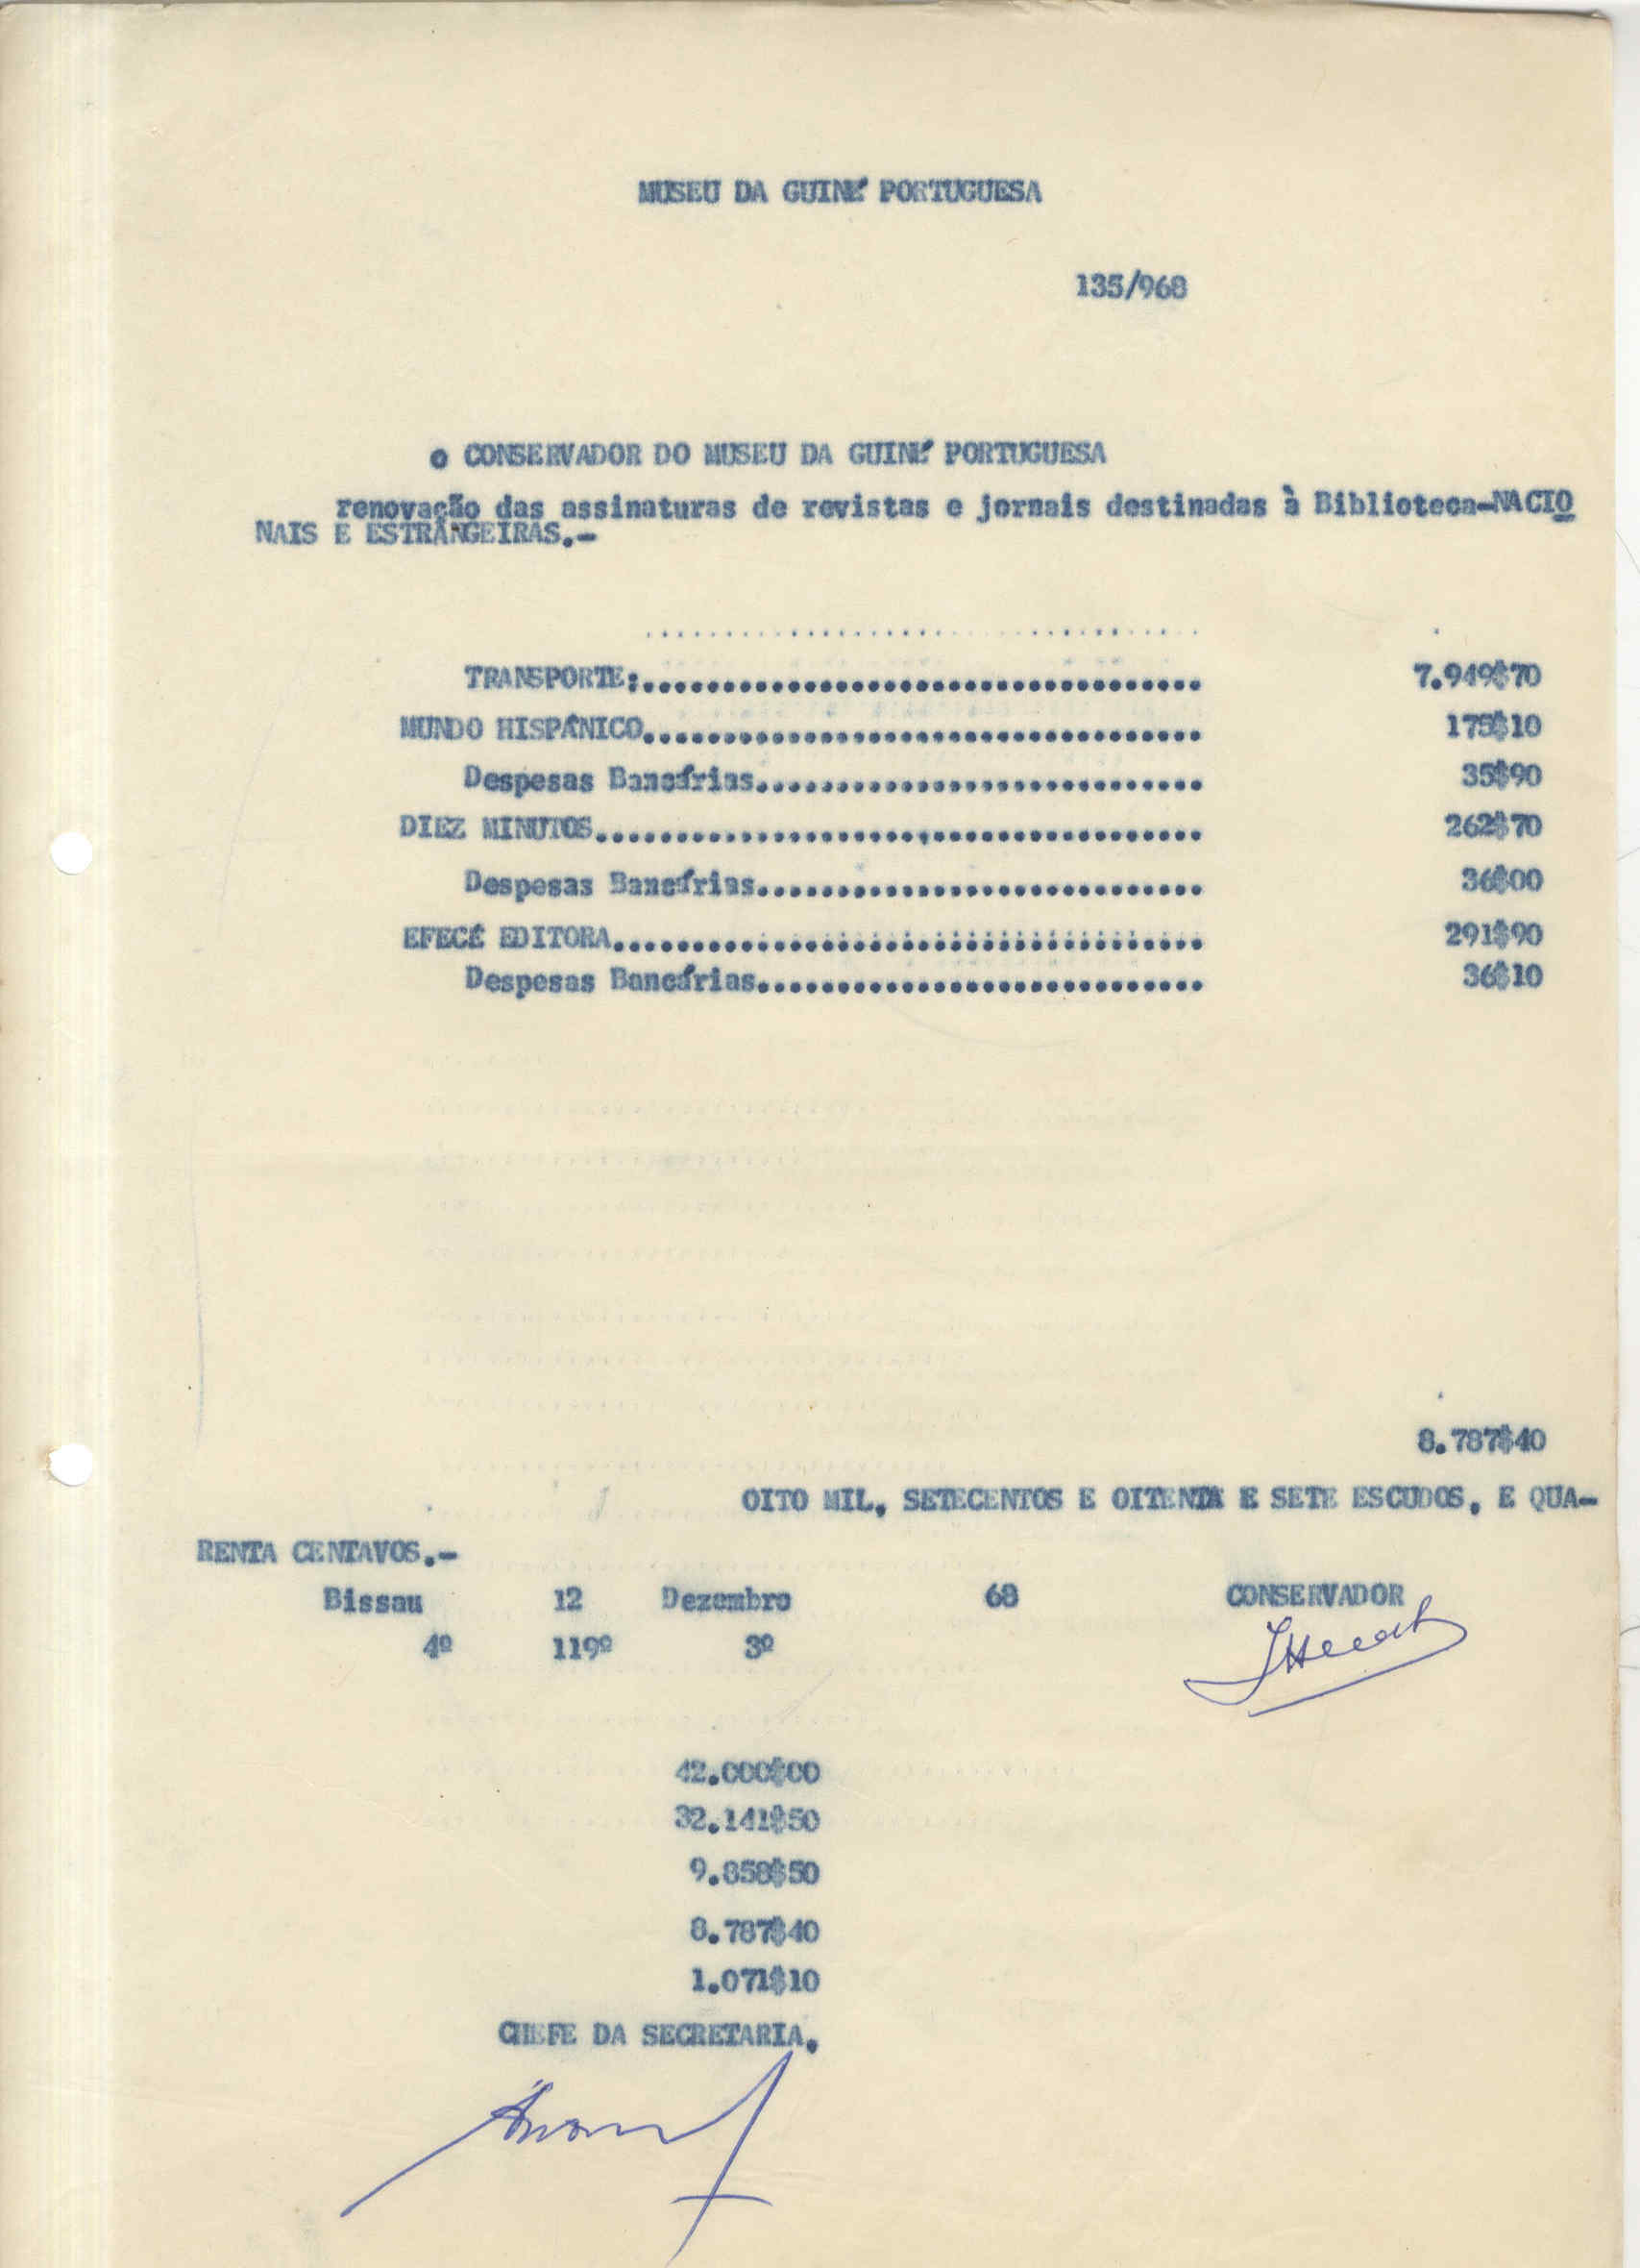 MUSEU DA GUINÉ PORTUGUESA
135/968
o CONSERVADOR DO MUSEU DA GUINÉ PORTUGUESA
renovação das assinaturas de revistas e jornais destinadas à Biblioteca-NACIO
NAIS E ESTRANGEIRAS.-
TRANSPORTE:................................... 7.949$70
MUNDO HISPÂNICO................................... 175$10
Despesas Bancárias............................ 35$90
DIEZ MINUTOS...................................... 262$70
Despesas Bancárias............................ 36$00
EFECÉ EDITORA..................................... 291$90
Despesas Bancárias............................ 36$10
8.787$40
OITO MIL, SETECENTOS E OITENTA E SETE ESCUDOS, E QUA-
RENTA CENTAVOS.-
Bissau 12 Dezembro 68 CONSERVADOR
4º 119º 3º
42.000$00
32.141$50
9.858$50
8.787$40
1.071$10
CHEFE DA SECRETARIA.